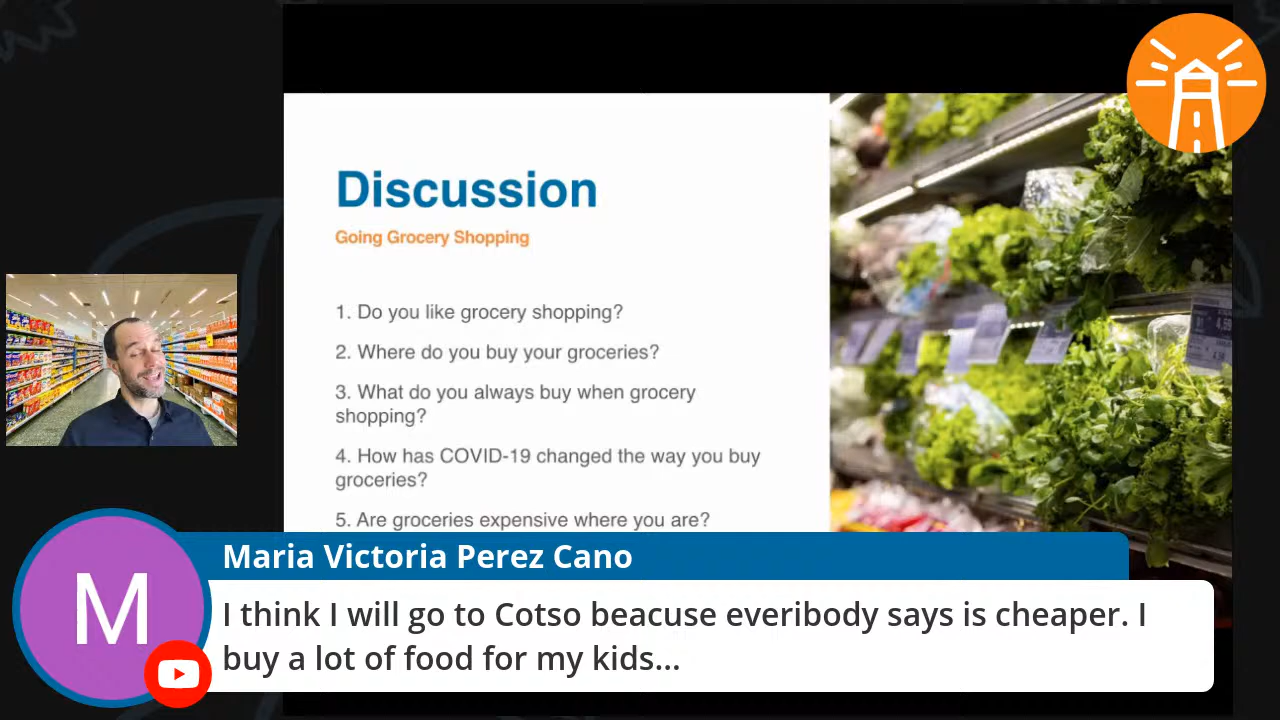 Discussion
Going Grocery Shopping
1. Do you like grocery shopping?
2. Where do you buy your groceries?
3. What do you always buy when grocery
shopping?
4. How has COVID-19 changed the way you buy
groceries?
5. Are groceries expensive where you are?
4,59
M
Maria Victoria Perez Cano
I think I will go to Cotso beacuse everibody says is cheaper. I
buy a lot of food for my kids...